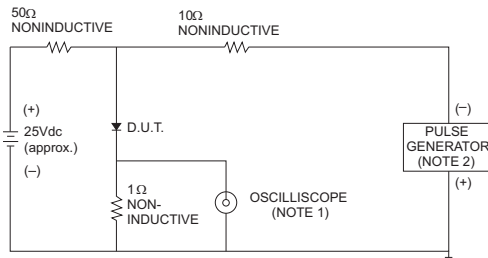 50Ω
NONINDUCTIVE
10Ω
NONINDUCTIVE
(+)
25Vdc
(approx.)
(−)
D.U.T.
1Ω
NON-
INDUCTIVE
OSCILLISCOPE
(NOTE 1)
(−)
PULSE
GENERATOR
(NOTE 2)
(+)